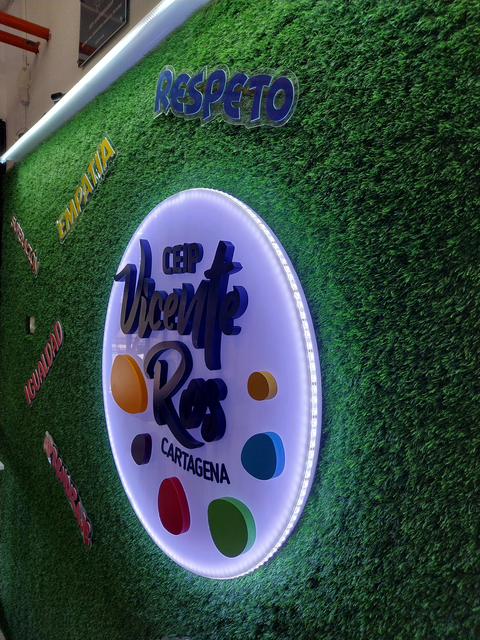 RESPETO
EMPATÍA
IGUALDAD
CEIP
Vicente
Ros
CARTAGENA